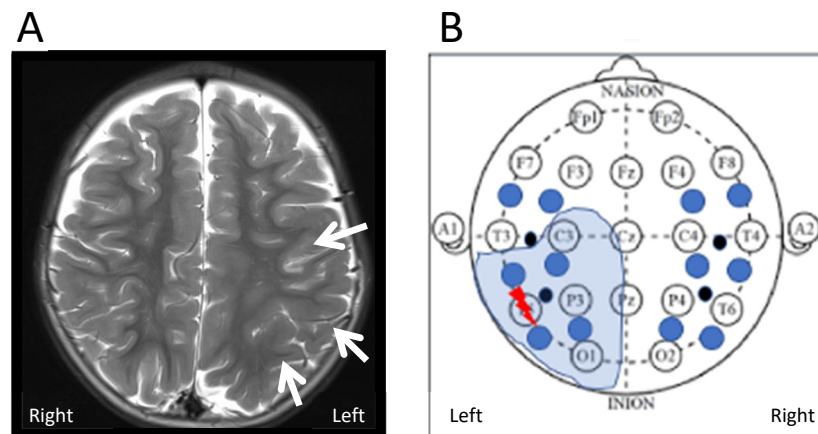 A B
NASION
Fp1 Fp2
F7 F3 Fz F4 F8
A1 T3 C3 Cz C4 T4 A2
P3 Pz P4 T6
O1 O2
INION
Right Left Left Right